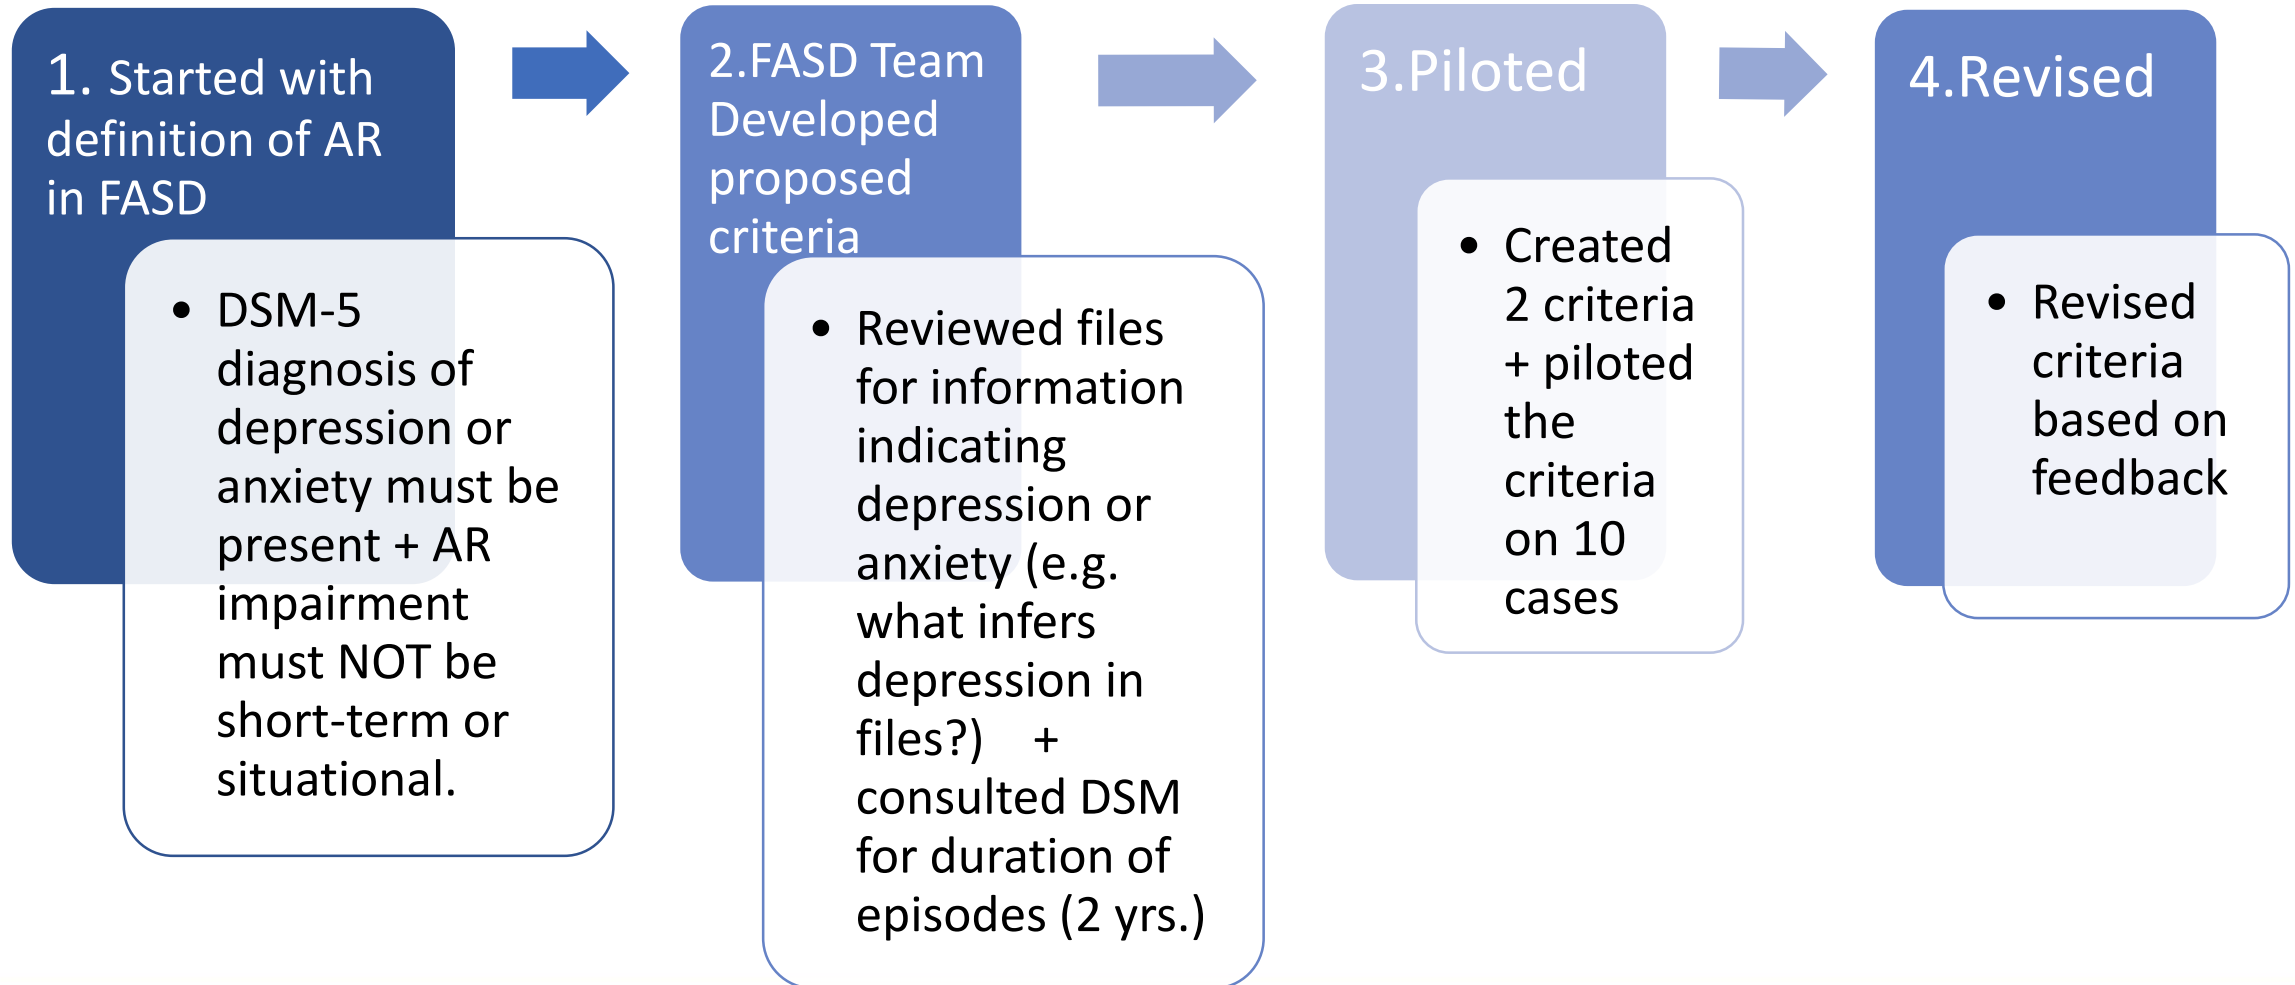 1. Started with
definition of AR
in FASD
• DSM-5
diagnosis of
depression or
anxiety must be
present + AR
impairment
must NOT be
short-term or
situational.
2.FASD Team
Developed
proposed
criteria
• Reviewed files
for information
indicating
depression or
anxiety (e.g.
what infers
depression in
files?) +
consulted DSM
for duration of
episodes (2 yrs.)
3.Piloted
• Created
2 criteria
+ piloted
the
criteria
on 10
cases
4.Revised
• Revised
criteria
based on
feedback